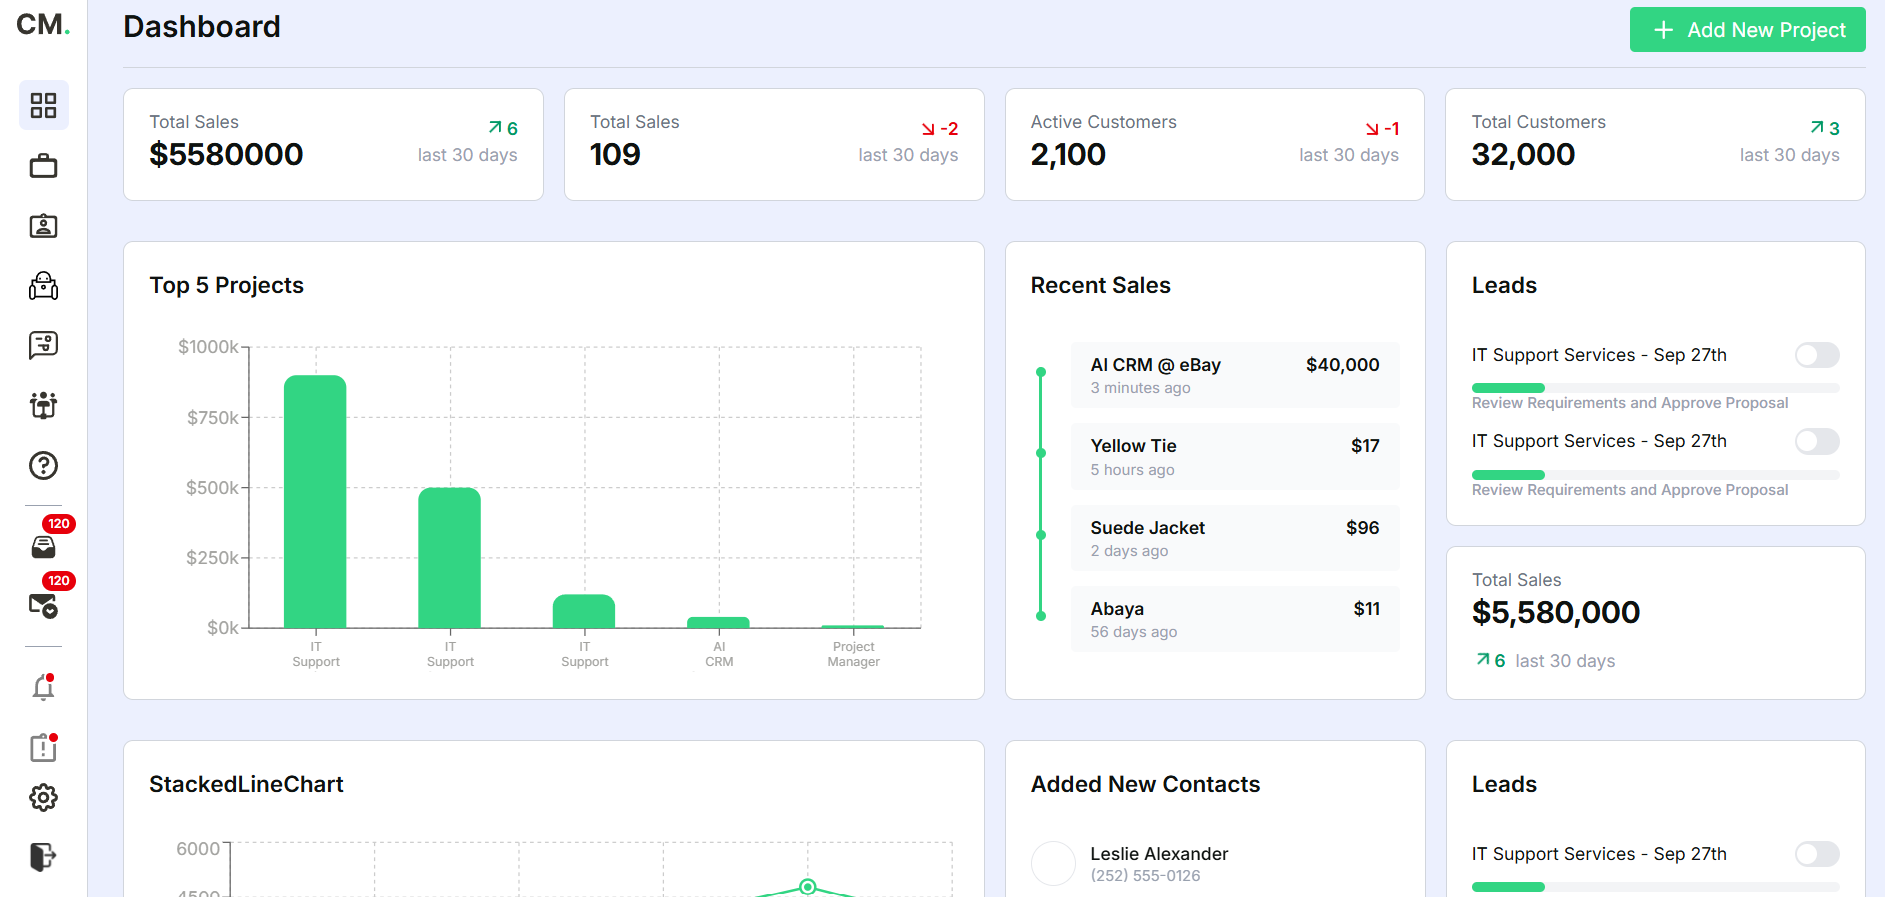 CM.
Dashboard
Add New Project
Total Sales
6
$5580000
last 30 days
Total Sales
-2
109
last 30 days
Active Customers
-1
2,100
last 30 days
Total Customers
3
32,000
last 30 days
Top 5 Projects
$1000k
$750k
$500k
$250k
$0k
IT
Support
IT
Support
IT
Support
AI
CRM
Project
Manager
Recent Sales
AI CRM @ eBay
$40,000
3 minutes ago
Yellow Tie
$17
5 hours ago
Suede Jacket
$96
2 days ago
Abaya
$11
56 days ago
Leads
IT Support Services - Sep 27th
Review Requirements and Approve Proposal
IT Support Services - Sep 27th
Review Requirements and Approve Proposal
Total Sales
$5,580,000
6 last 30 days
120
120
StackedLineChart
6000
4500
Added New Contacts
Leslie Alexander
(252) 555-0126
Leads
IT Support Services - Sep 27th